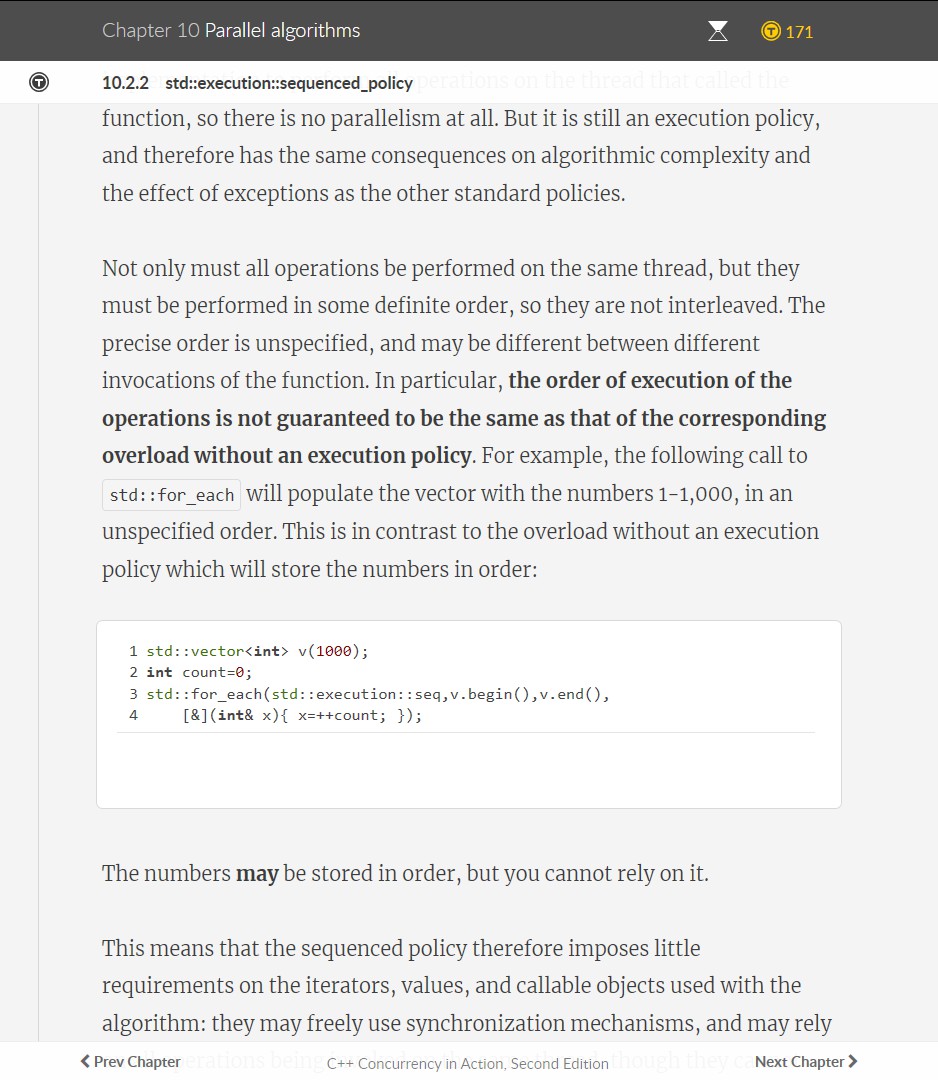 Chapter 10 Parallel algorithms
171
10.2.2 std::execution::sequenced_policy operations on the thread that called the
function, so there is no parallelism at all. But it is still an execution policy,
and therefore has the same consequences on algorithmic complexity and
the effect of exceptions as the other standard policies.
Not only must all operations be performed on the same thread, but they
must be performed in some definite order, so they are not interleaved. The
precise order is unspecified, and may be different between different
invocations of the function. In particular, the order of execution of the
operations is not guaranteed to be the same as that of the corresponding
overload without an execution policy. For example, the following call to
std::for_each will populate the vector with the numbers 1-1,000, in an
unspecified order. This is in contrast to the overload without an execution
policy which will store the numbers in order:
1 std::vector<int> v(1000);
2 int count=0;
3 std::for_each(std::execution::seq,v.begin(),v.end(),
4 [&](int& x){ x=++count; });
The numbers may be stored in order, but you cannot rely on it.
This means that the sequenced policy therefore imposes little
requirements on the iterators, values, and callable objects used with the
algorithm: they may freely use synchronization mechanisms, and may rely
Prev Chapter operations being C++ Concurrency in Action, Second Edition though they Next Chapter